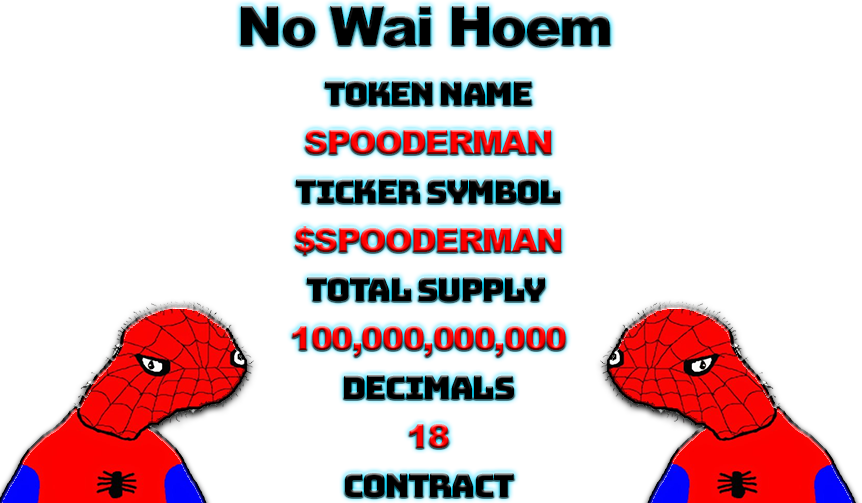 No Wai Hoem
TOKEN NAME
SPOODERMAN
TICKER SYMBOL
$SPOODERMAN
TOTAL SUPPLY
100,000,000,000
DECIMALS
18
CONTRACT